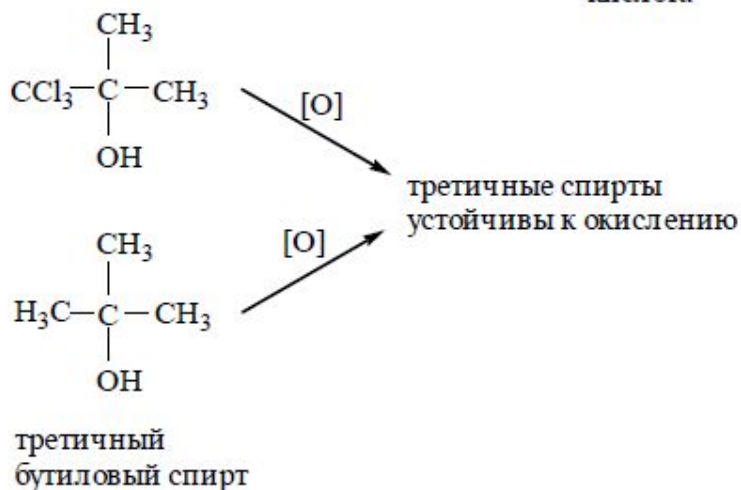 CH₃
CCl₃—C—CH₃
OH
[O]
третичные спирты
устойчивы к окислению
CH₃
[O]
H₃C—C—CH₃
OH
третичный
бутиловый спирт